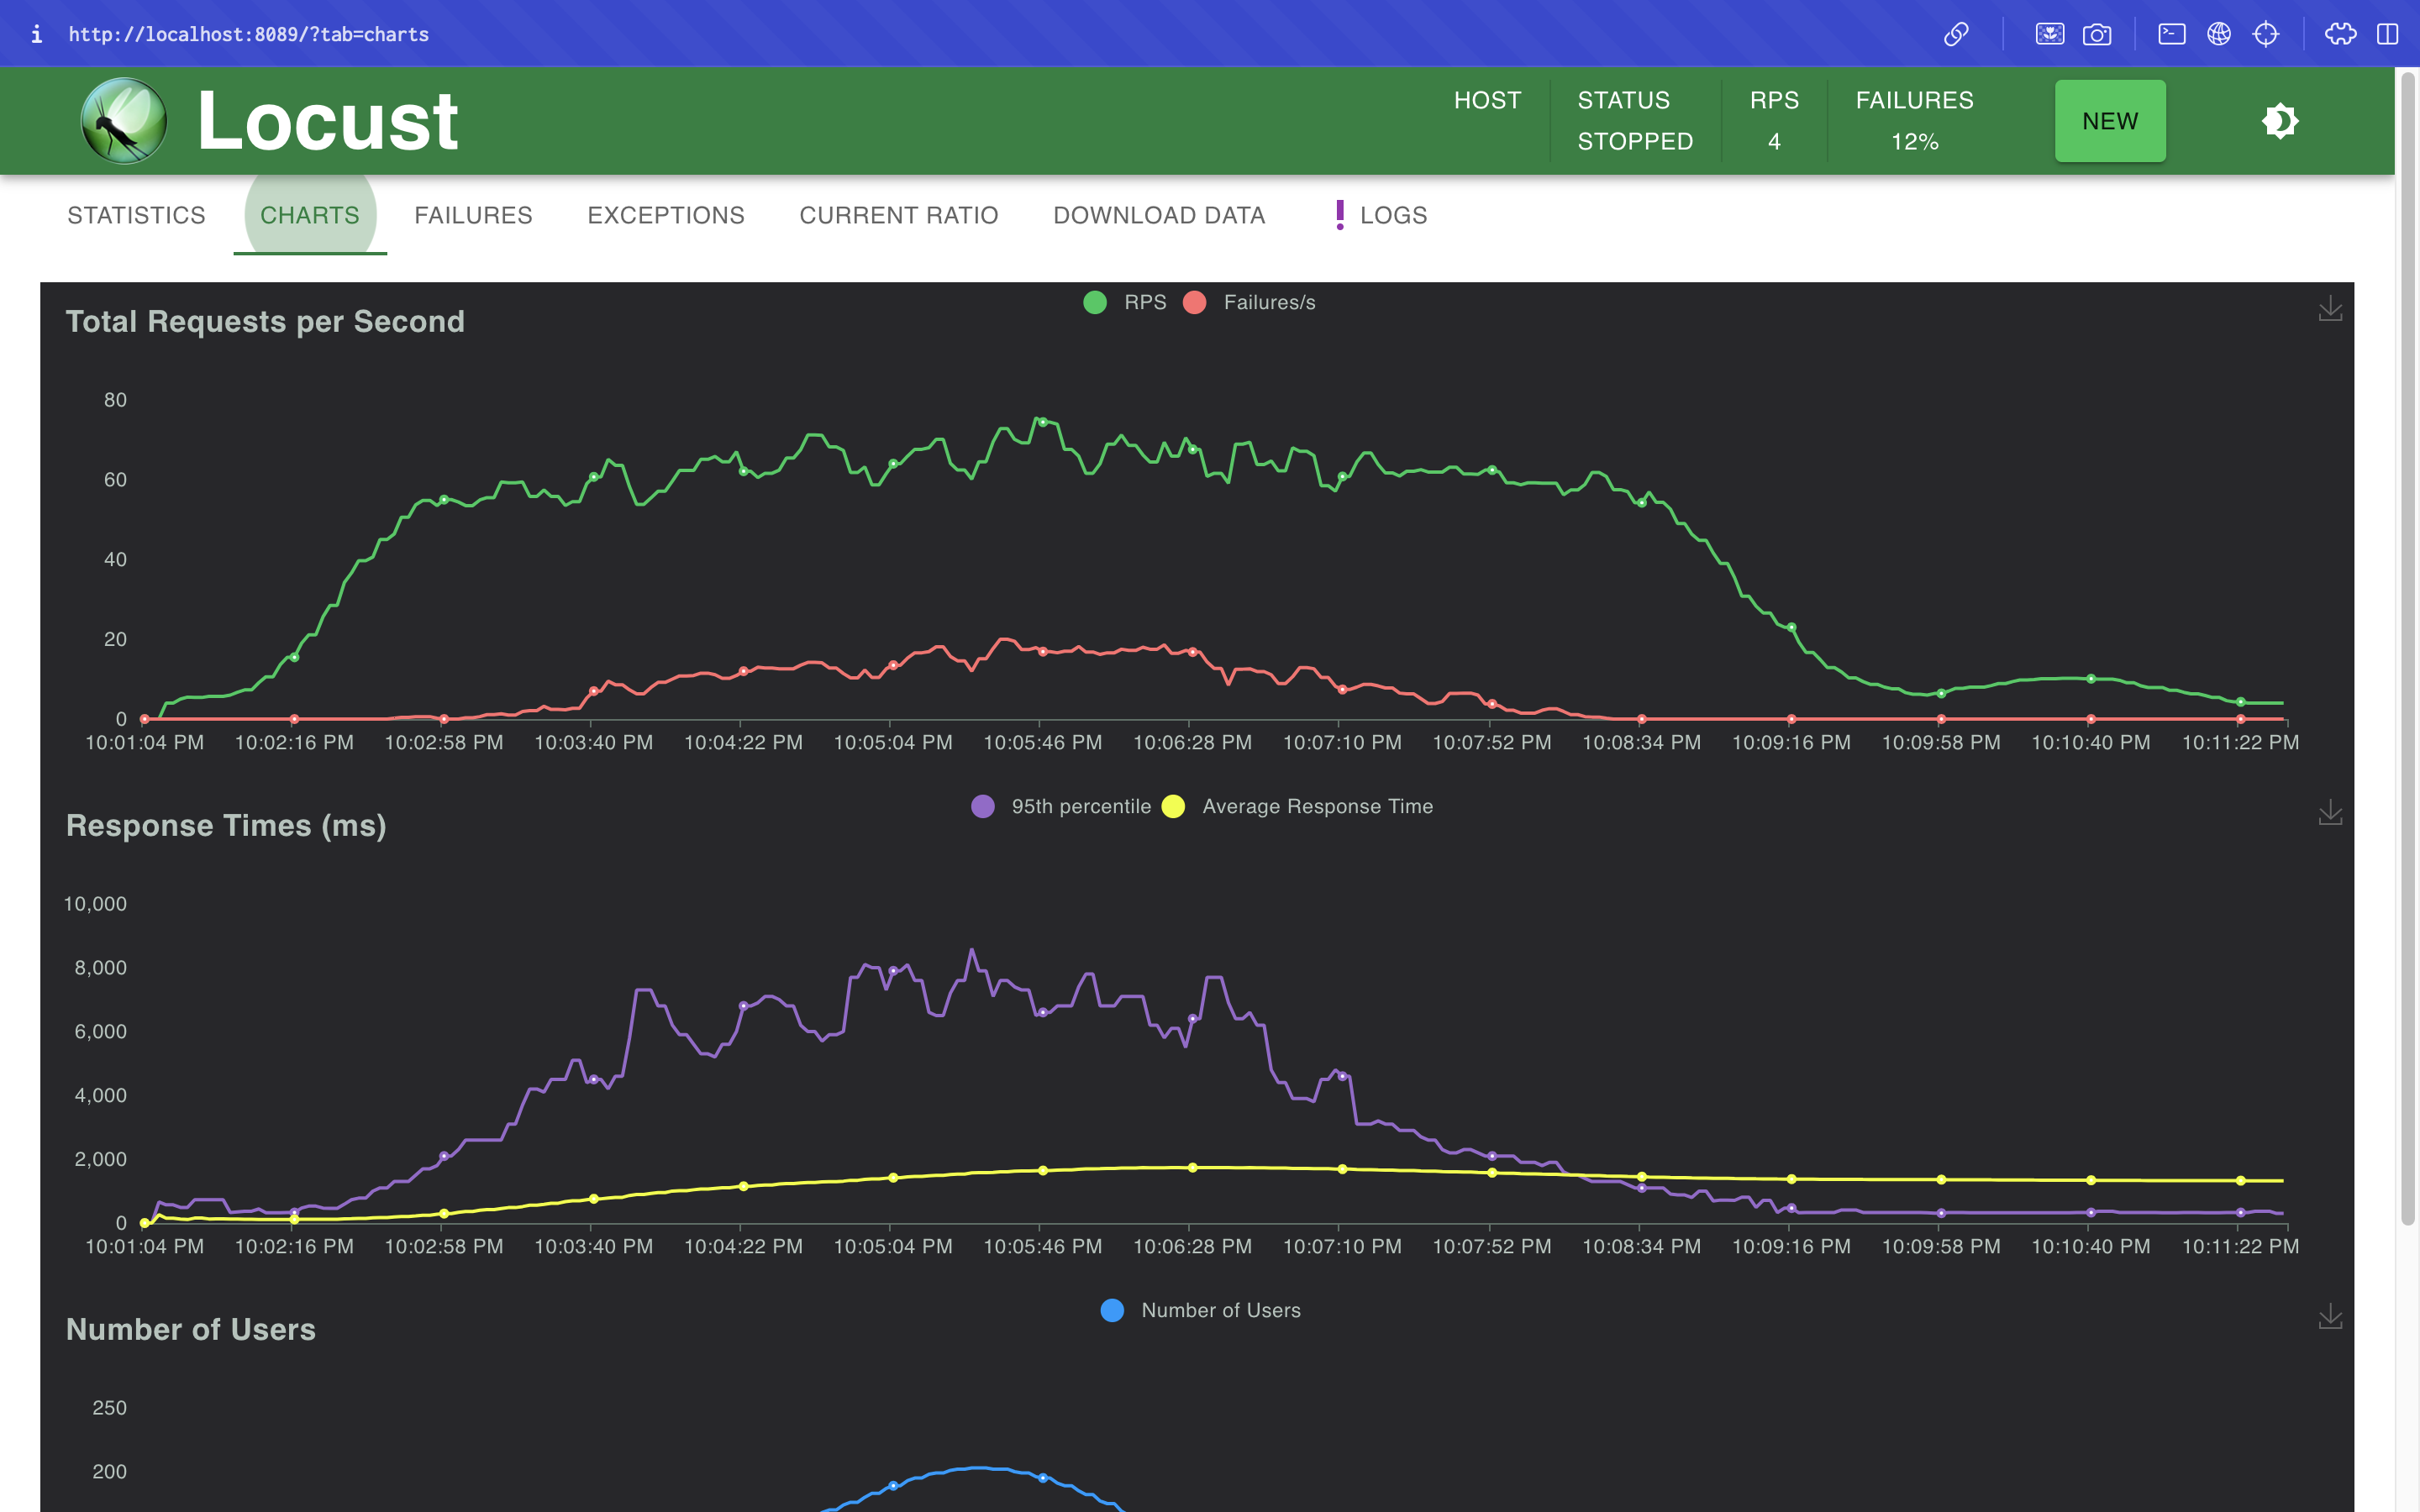 http://localhost:8089/?tab=charts
Locust
HOST
STATUS
STOPPED
RPS
4
FAILURES
12%
NEW
STATISTICS CHARTS FAILURES EXCEPTIONS CURRENT RATIO DOWNLOAD DATA LOGS
Total Requests per Second
RPS Failures/s
80
60
40
20
0
10:01:04 PM 10:02:16 PM 10:02:58 PM 10:03:40 PM 10:04:22 PM 10:05:04 PM 10:05:46 PM 10:06:28 PM 10:07:10 PM 10:07:52 PM 10:08:34 PM 10:09:16 PM 10:09:58 PM 10:10:40 PM 10:11:22 PM
Response Times (ms)
95th percentile Average Response Time
10,000
8,000
6,000
4,000
2,000
0
10:01:04 PM 10:02:16 PM 10:02:58 PM 10:03:40 PM 10:04:22 PM 10:05:04 PM 10:05:46 PM 10:06:28 PM 10:07:10 PM 10:07:52 PM 10:08:34 PM 10:09:16 PM 10:09:58 PM 10:10:40 PM 10:11:22 PM
Number of Users
Number of Users
250
200